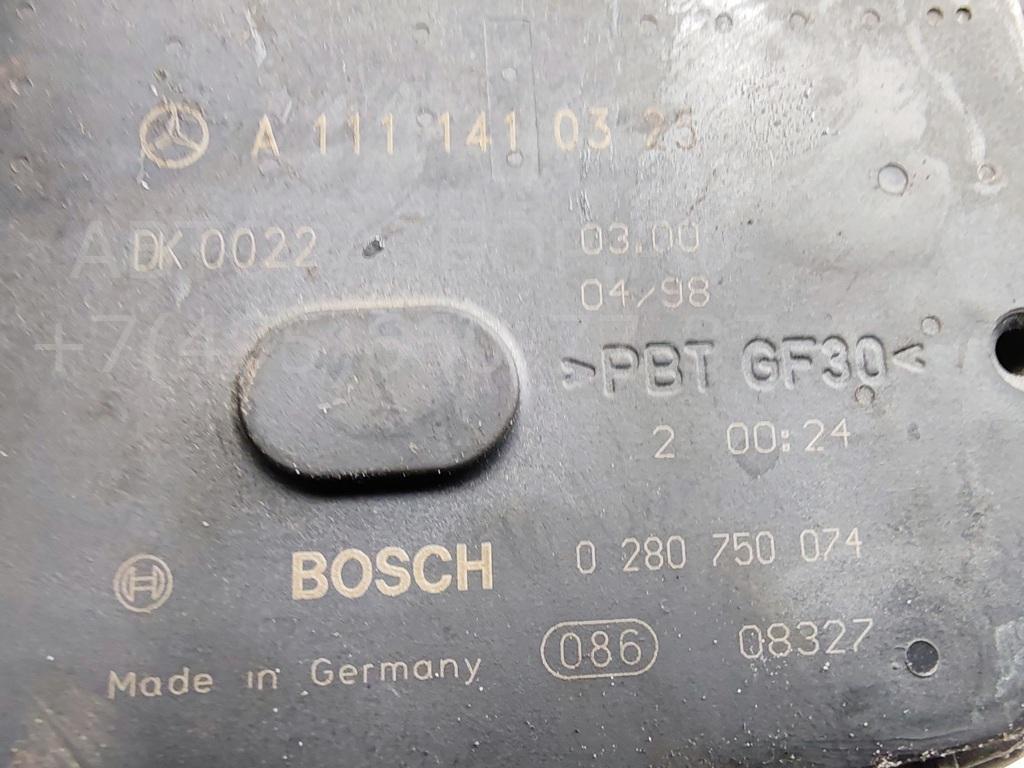 A 111 141 03 25
DK 0022 03.00
04/98
>PBT GF30<
2 00:24
BOSCH 0 280 750 074
Made in Germany 086 08327